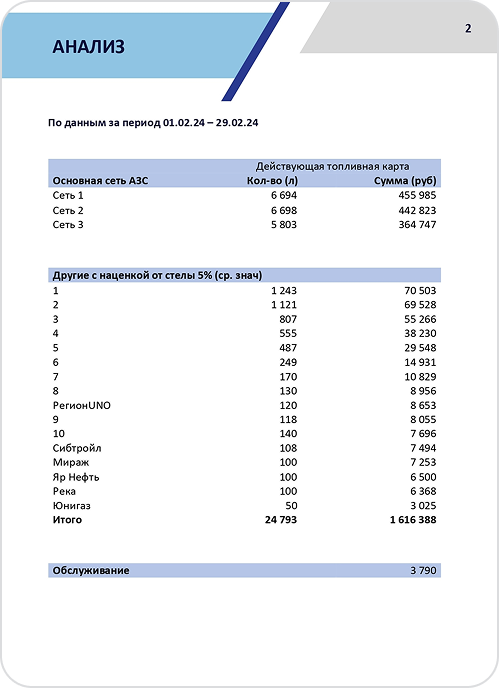 2
АНАЛИЗ
По данным за период 01.02.24 – 29.02.24
Действующая топливная карта
Основная сеть АЗС Кол-во (л) Сумма (руб)
Сеть 1 6 694 455 985
Сеть 2 6 698 442 823
Сеть 3 5 803 364 747
Другие с наценкой от стелы 5% (ср. знач)
1 1 243 70 503
2 1 121 69 528
3 807 55 266
4 555 38 230
5 487 29 548
6 249 14 931
7 170 10 829
8 130 8 956
РегионUNO 120 8 653
9 118 8 055
10 140 7 696
Сибтройл 108 7 494
Мираж 100 7 253
Яр Нефть 100 6 500
Река 100 6 368
Юнигаз 50 3 025
Итого 24 793 1 616 388
Обслуживание 3 790